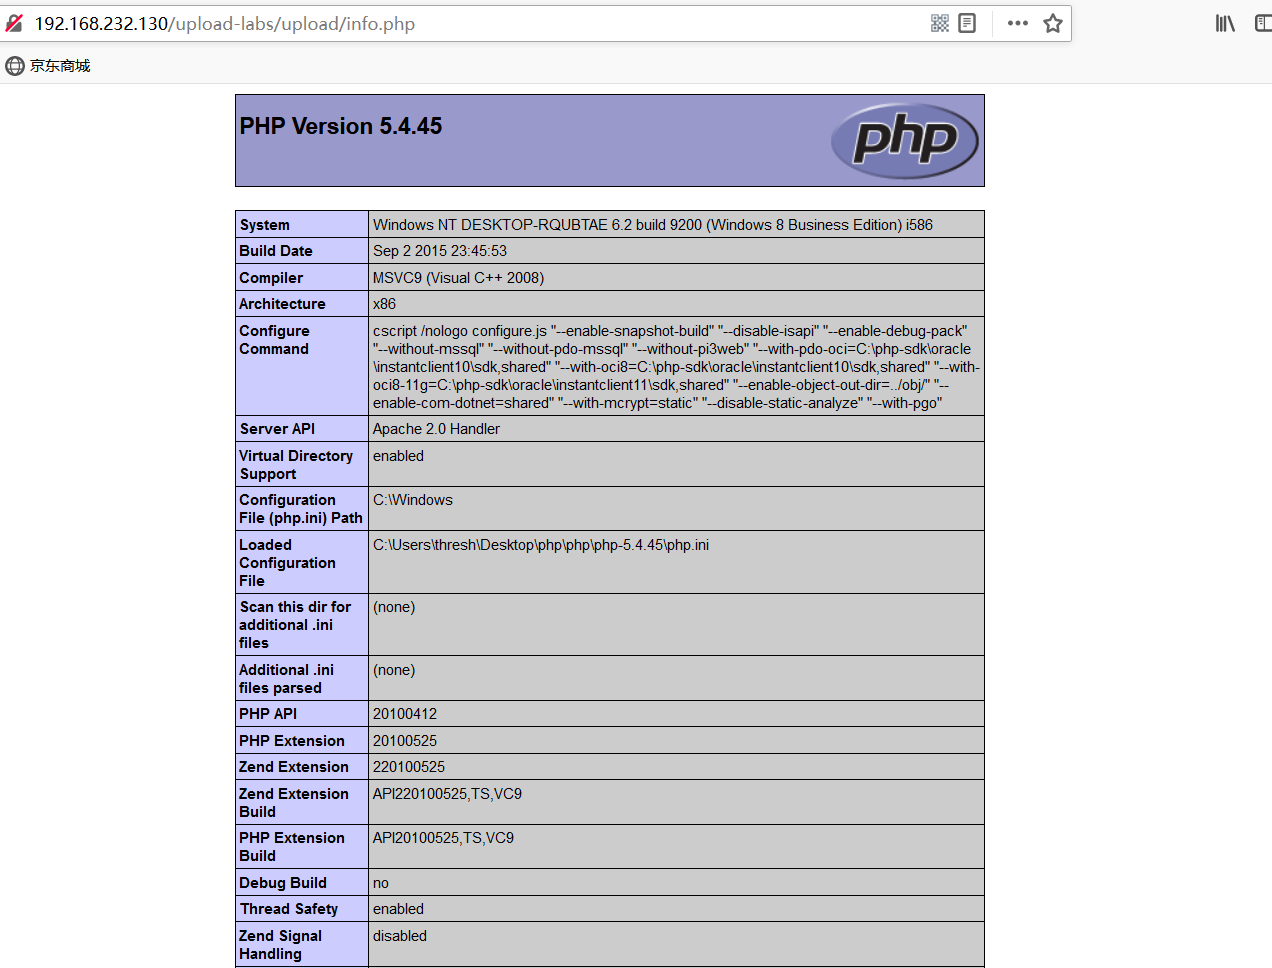 192.168.232.130/upload-labs/upload/info.php
京东商城
PHP Version 5.4.45
php
System Windows NT DESKTOP-RQUBTAE 6.2 build 9200 (Windows 8 Business Edition) i586
Build Date Sep 2 2015 23:45:53
Compiler MSVC9 (Visual C++ 2008)
Architecture x86
Configure Command cscript /nologo configure.js "--enable-snapshot-build" "--disable-isapi" "--enable-debug-pack"
"--without-mssql" "--without-pdo-mssql" "--without-pi3web" "--with-pdo-oci=C:\php-sdk\oracle
\instantclient10\sdk,shared" "--with-oci8=C:\php-sdk\oracle\instantclient10\sdk,shared" "--with-
oci8-11g=C:\php-sdk\oracle\instantclient11\sdk,shared" "--enable-object-out-dir=../obj/" "--
enable-com-dotnet=shared" "--with-mcrypt=static" "--disable-static-analyze" "--with-pgo"
Server API Apache 2.0 Handler
Virtual Directory Support enabled
Configuration File (php.ini) Path C:\Windows
Loaded Configuration File C:\Users\thresh\Desktop\php\php\php-5.4.45\php.ini
Scan this dir for additional .ini files (none)
Additional .ini files parsed (none)
PHP API 20100412
PHP Extension 20100525
Zend Extension 220100525
Zend Extension Build API220100525,TS,VC9
PHP Extension Build API20100525,TS,VC9
Debug Build no
Thread Safety enabled
Zend Signal Handling disabled